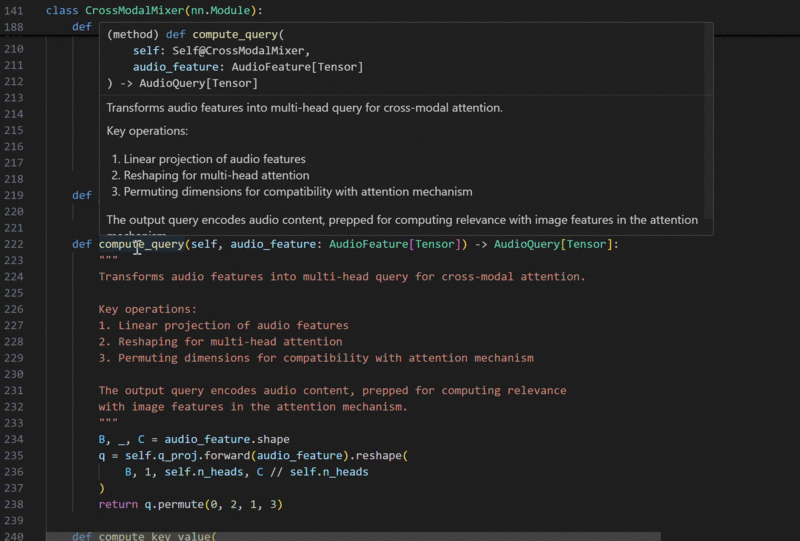 141 class CrossModalMixer(nn.Module):
188 def
(method) def compute_query(
self: Self@CrossModalMixer,
audio_feature: AudioFeature[Tensor]
) -> AudioQuery[Tensor]
Transforms audio features into multi-head query for cross-modal attention.
Key operations:
1. Linear projection of audio features
2. Reshaping for multi-head attention
3. Permuting dimensions for compatibility with attention mechanism
The output query encodes audio content, prepped for computing relevance with image features in the attention
mechanism.
210
211
212
213
214
215
216
217
218
219 def
220
221
222 def compute_query(self, audio_feature: AudioFeature[Tensor]) -> AudioQuery[Tensor]:
223 """
224 Transforms audio features into multi-head query for cross-modal attention.
225
226 Key operations:
227 1. Linear projection of audio features
228 2. Reshaping for multi-head attention
229 3. Permuting dimensions for compatibility with attention mechanism
230
231 The output query encodes audio content, prepped for computing relevance
232 with image features in the attention mechanism.
233 """
234 B, _, C = audio_feature.shape
235 q = self.q_proj.forward(audio_feature).reshape(
236 B, 1, self.n_heads, C // self.n_heads
237 )
238 return q.permute(0, 2, 1, 3)
239
240 def compute_key_value(